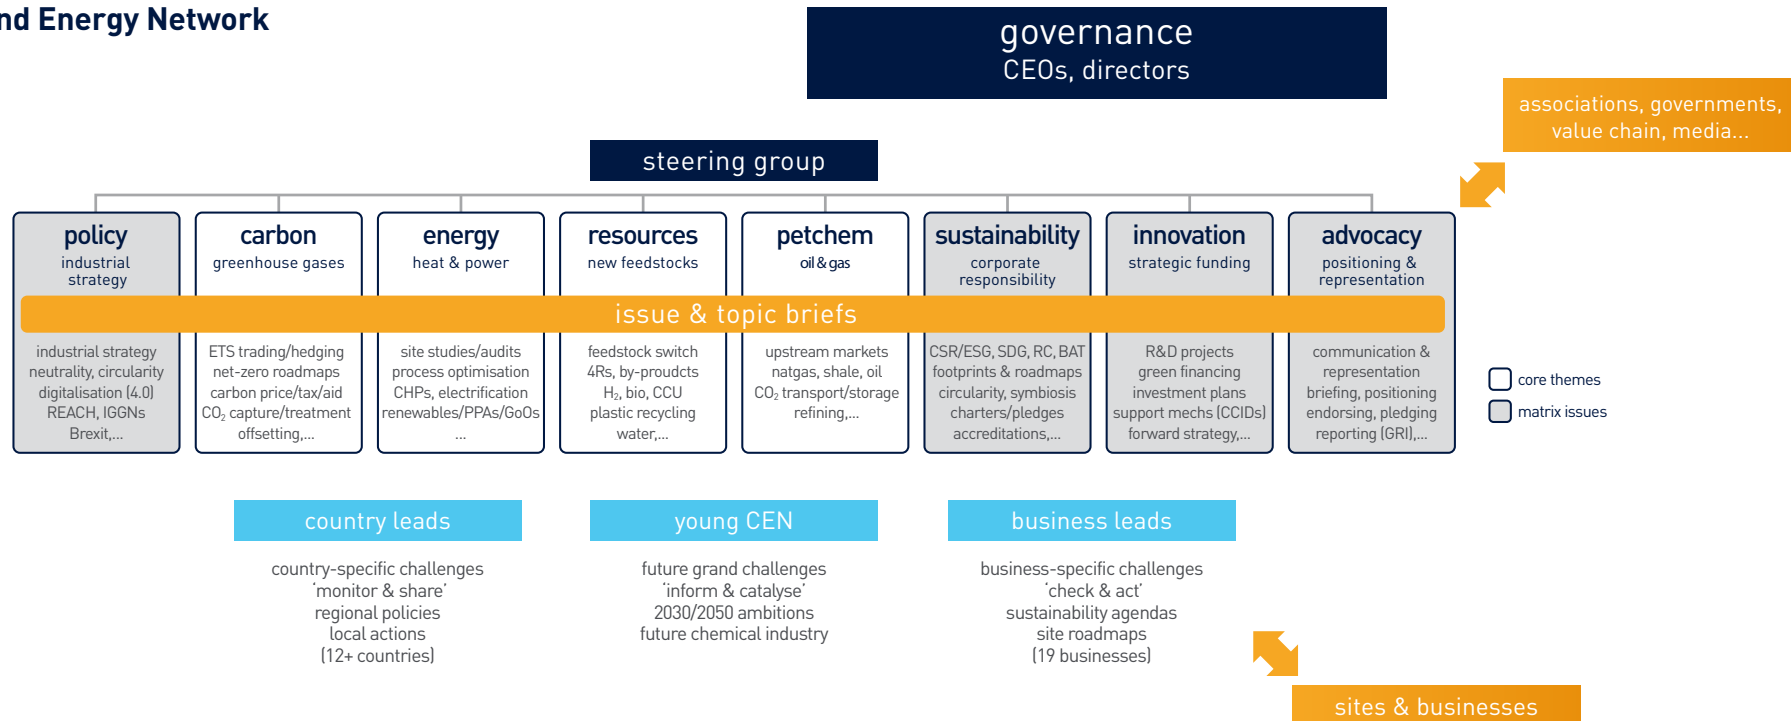 nd Energy Network
governance
CEOs, directors
associations, governments,
value chain, media...
steering group
policy
industrial
strategy
carbon
greenhouse gases
energy
heat & power
resources
new feedstocks
petchem
oil & gas
sustainability
corporate
responsibility
innovation
strategic funding
advocacy
positioning &
representation
issue & topic briefs
industrial strategy
neutrality, circularity
digitalisation (4.0)
REACH, IGGNs
Brexit,...
ETS trading/hedging
net-zero roadmaps
carbon price/tax/aid
CO₂ capture/treatment
offsetting,...
site studies/audits
process optimisation
CHPs, electrification
renewables/PPAs/GoOs
...
feedstock switch
4Rs, by-proudcts
H₂, bio, CCU
plastic recycling
water,...
upstream markets
natgas, shale, oil
CO₂ transport/storage
refining,...
CSR/ESG, SDG, RC, BAT
footprints & roadmaps
circularity, symbiosis
charters/pledges
accreditations,...
R&D projects
green financing
investment plans
support mechs (CCIDs)
forward strategy,...
communication &
representation
briefing, positioning
endorsing, pledging
reporting (GRI),...
core themes
matrix issues
country leads
country-specific challenges
‘monitor & share’
regional policies
local actions
(12+ countries)
young CEN
future grand challenges
‘inform & catalyse’
2030/2050 ambitions
future chemical industry
business leads
business-specific challenges
‘check & act’
sustainability agendas
site roadmaps
(19 businesses)
sites & businesses